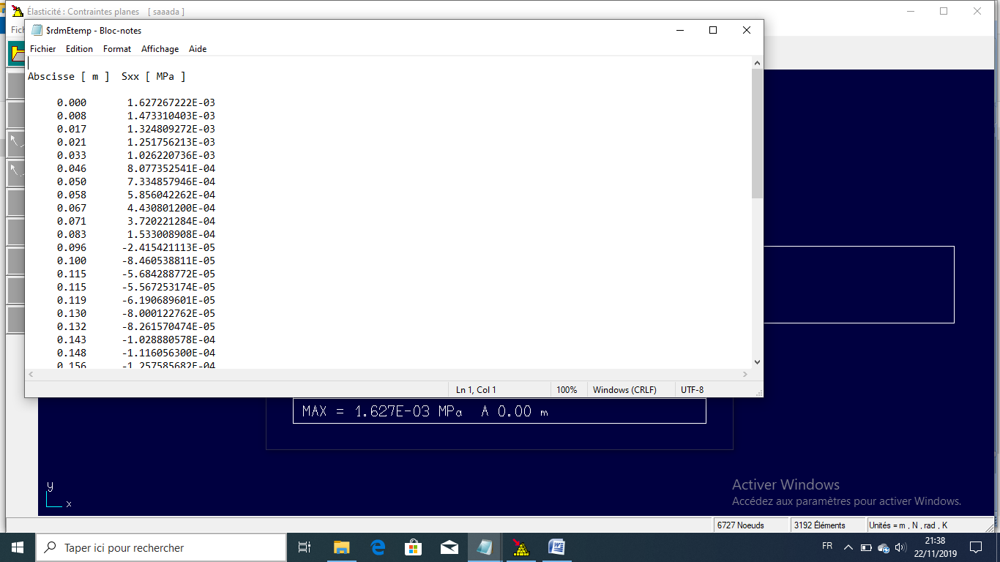 Élasticité : Contraintes planes [ saaada ]
Fich
$rdmEtemp - Bloc-notes
Fichier Edition Format Affichage Aide
Abscisse [ m ] Sxx [ MPa ]
0.000 1.627267222E-03
0.008 1.473310403E-03
0.017 1.324809272E-03
0.021 1.251756213E-03
0.033 1.026220736E-03
0.046 8.077352541E-04
0.050 7.334857946E-04
0.058 5.856042262E-04
0.067 4.430801200E-04
0.071 3.720221284E-04
0.083 1.533008908E-04
0.096 -2.415421113E-05
0.100 -8.460538811E-05
0.115 -5.684288772E-05
0.115 -5.567253174E-05
0.119 -6.190689601E-05
0.130 -8.000122762E-05
0.132 -8.261570474E-05
0.143 -1.028880578E-04
0.148 -1.116056300E-04
0.156 -1.257585682E-04
Ln 1, Col 1 100% Windows (CRLF) UTF-8
MAX = 1.627E-03 MPa A 0.00 m
y
x
Activer Windows
Accédez aux paramètres pour activer Windows.
6727 Noeuds 3192 Éléments Unités = m , N , rad , K
Taper ici pour rechercher
FR
21:38
22/11/2019